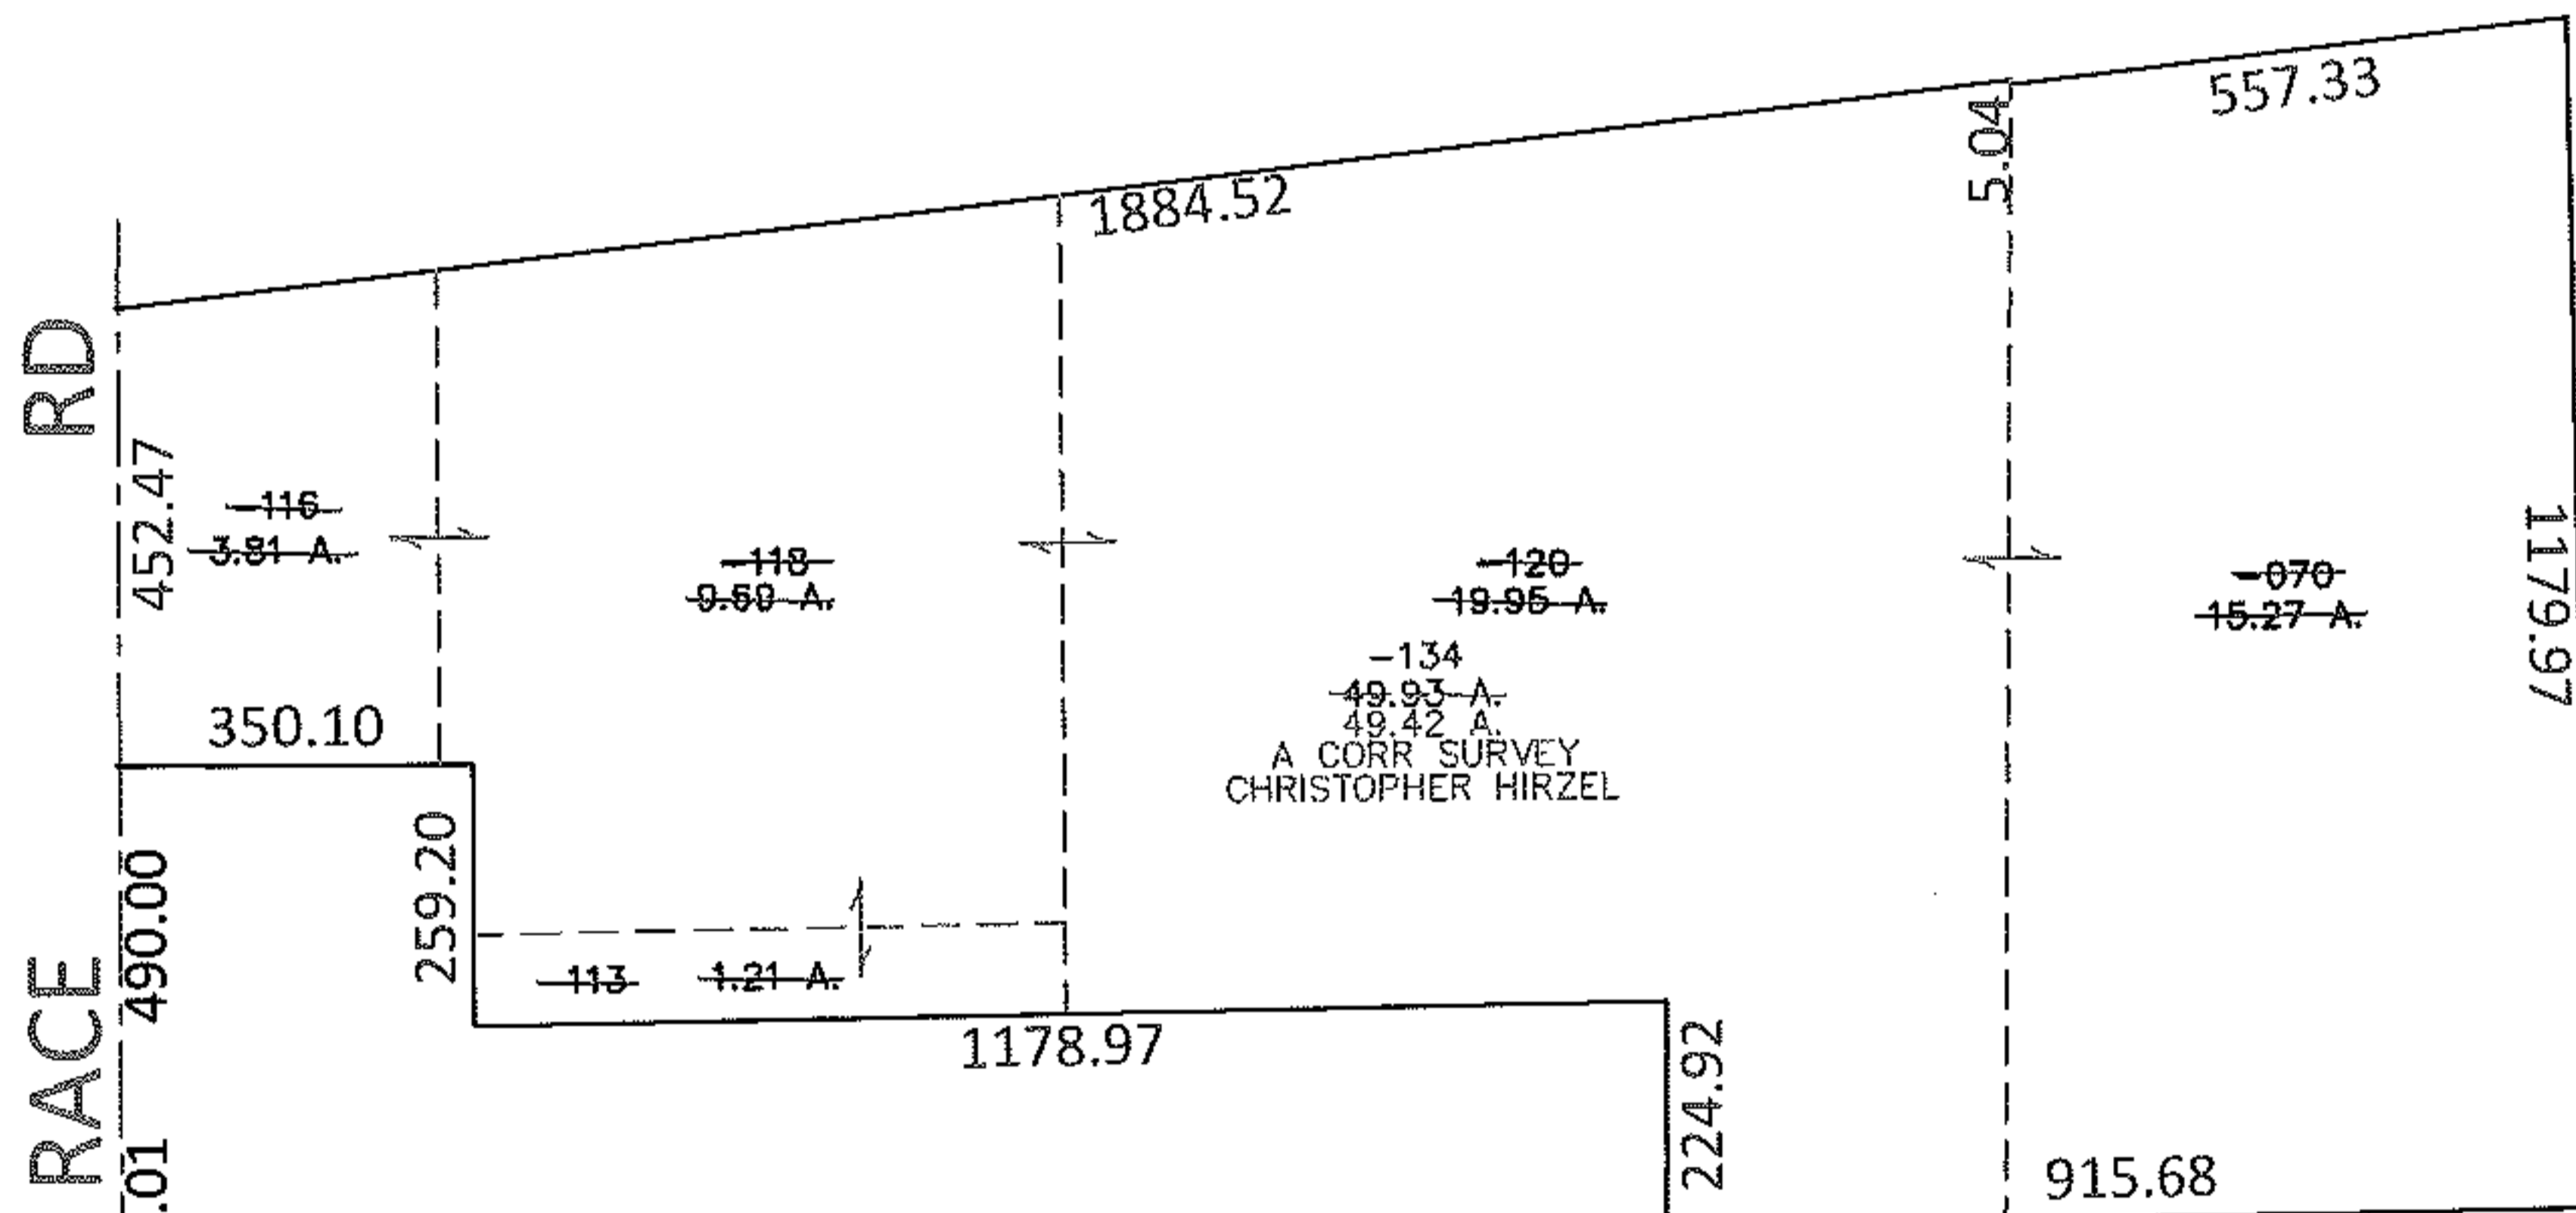 557.33
5.04
1884.52
RD
452.47
-116
3.81 A.
-118
9.69 A.
-120
19.95 A.
-070
15.27 A.
1179.97
-134
49.93 A.
49.42 A.
A CORR SURVEY
CHRISTOPHER HIRZEL
350.10
259.20
490.00
RACE
.01
-113
1.21 A.
1178.97
224.92
915.68